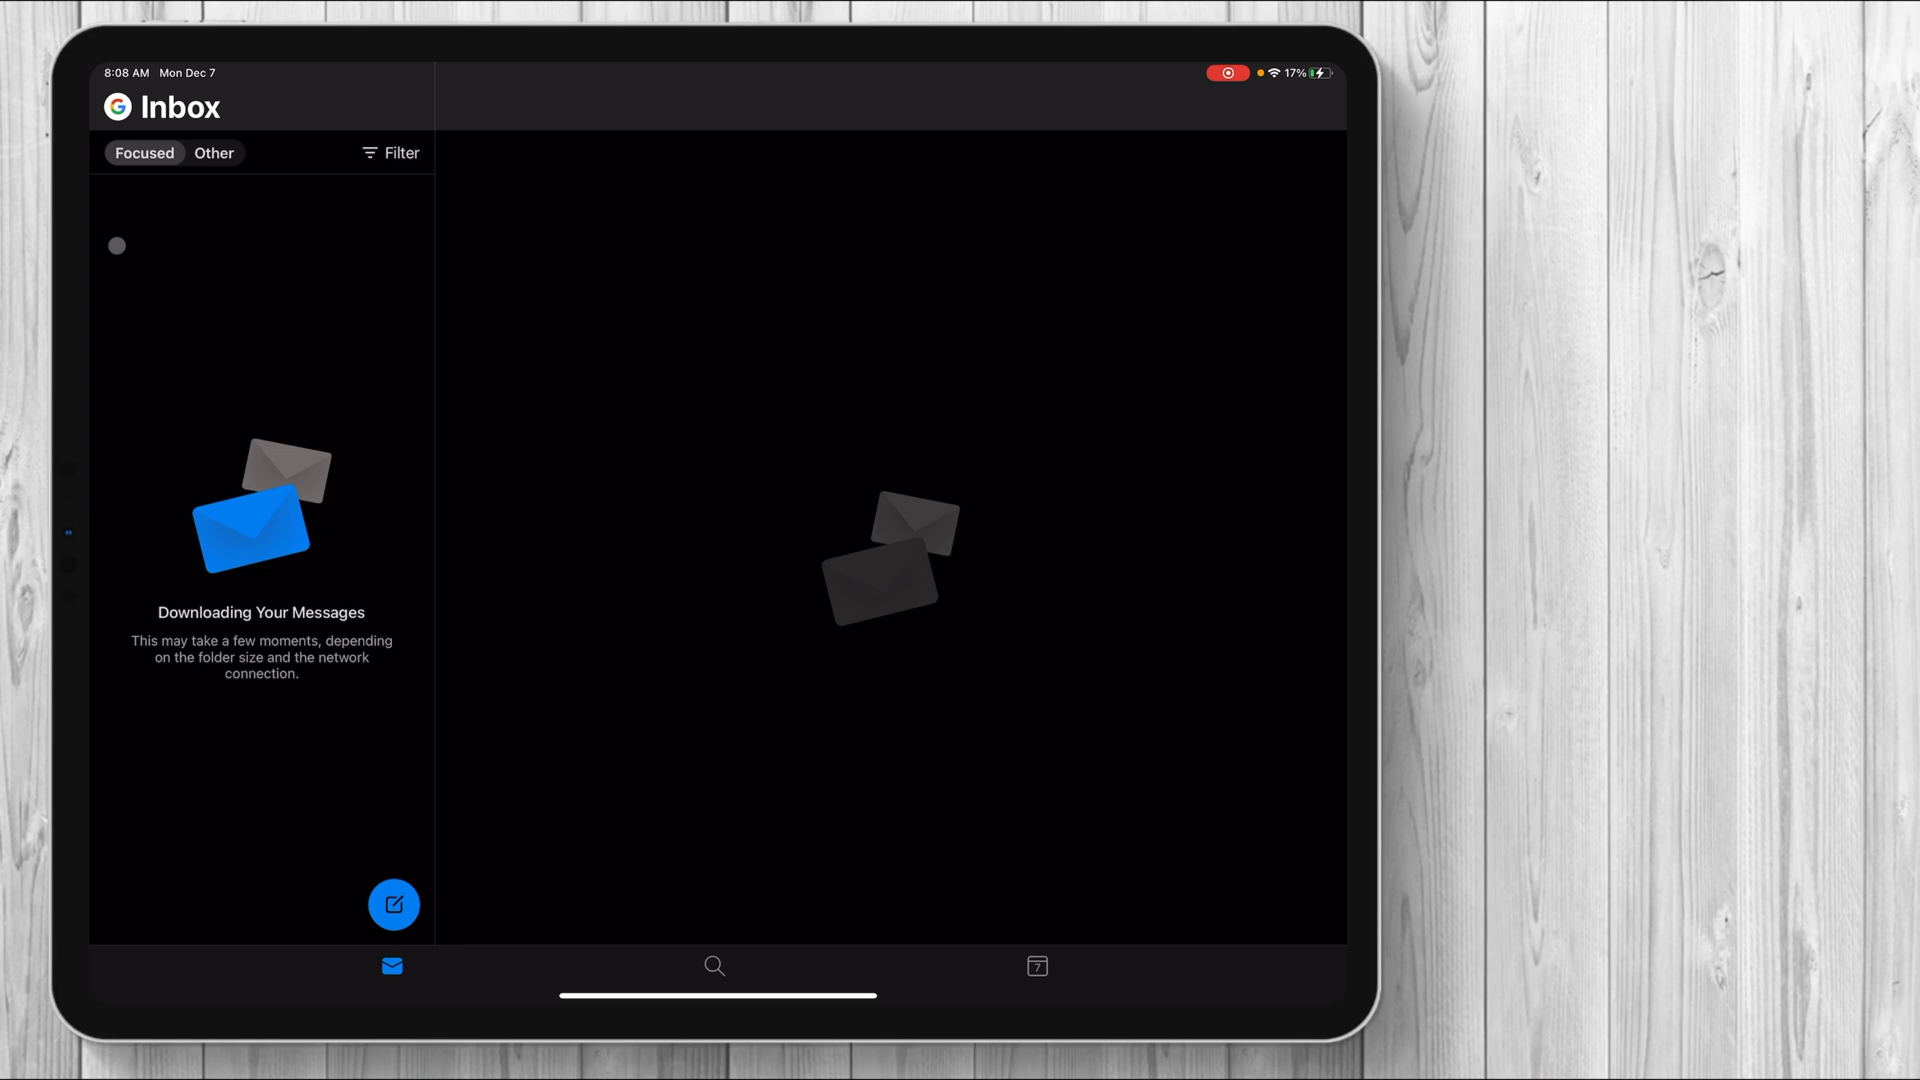 8:08 AM Mon Dec 7
17%
G Inbox
Focused Other
Filter
Downloading Your Messages
This may take a few moments, depending
on the folder size and the network
connection.
7